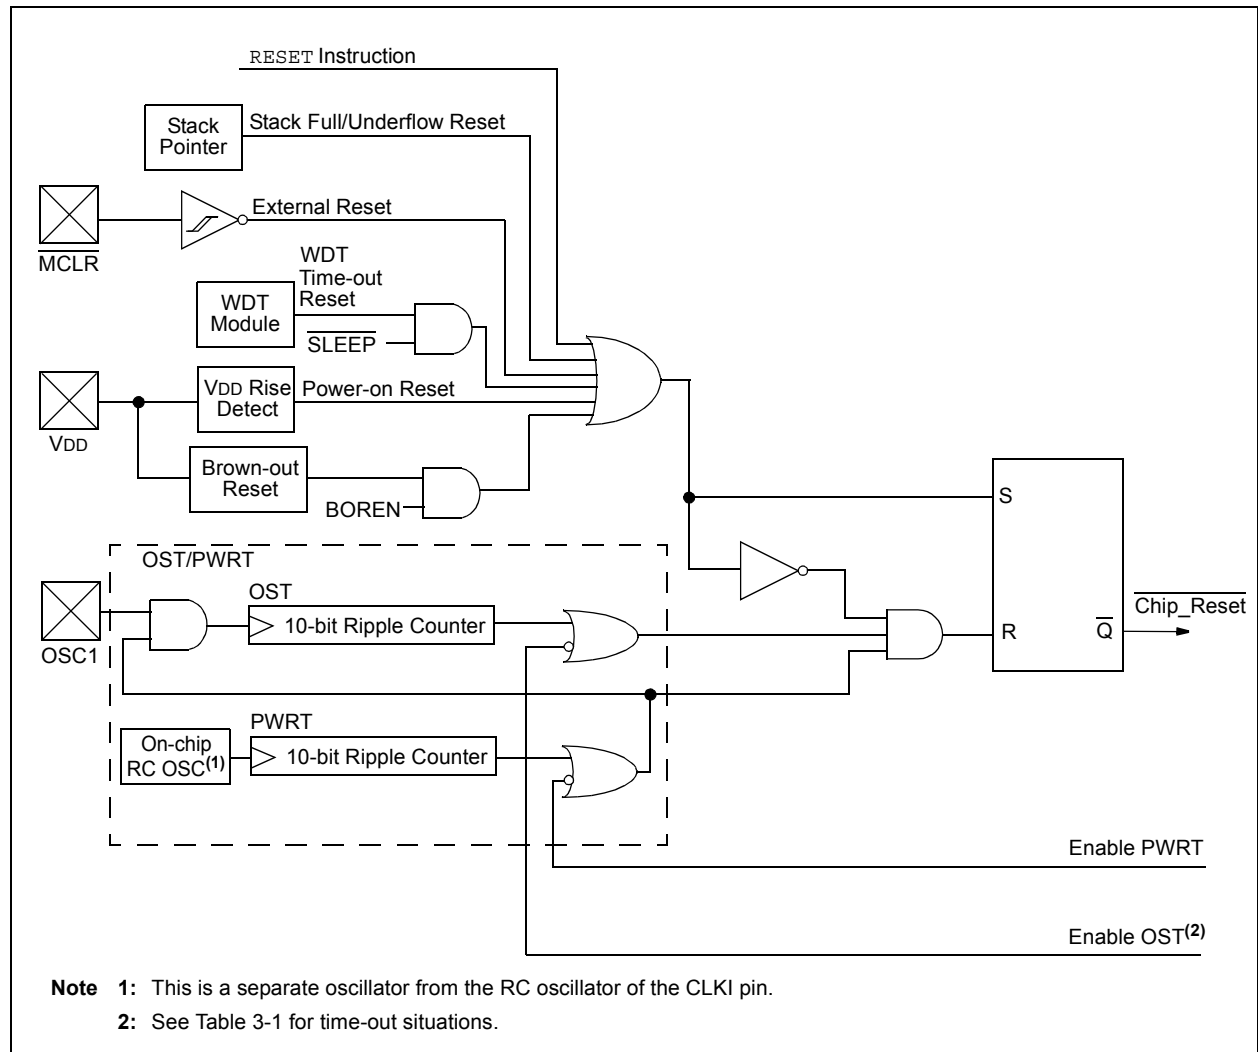 RESET Instruction
Stack
Pointer
Stack Full/Underflow Reset
External Reset
MCLR
WDT
Time-out
Reset
WDT
Module
SLEEP
VDD Rise
Detect
Power-on Reset
VDD
Brown-out
Reset
BOREN
S
OST/PWRT
OST
10-bit Ripple Counter
OSC1
Chip_Reset
R
Q
PWRT
On-chip
RC OSC(1)
10-bit Ripple Counter
Enable PWRT
Enable OST(2)
Note 1: This is a separate oscillator from the RC oscillator of the CLKI pin.
2: See Table 3-1 for time-out situations.